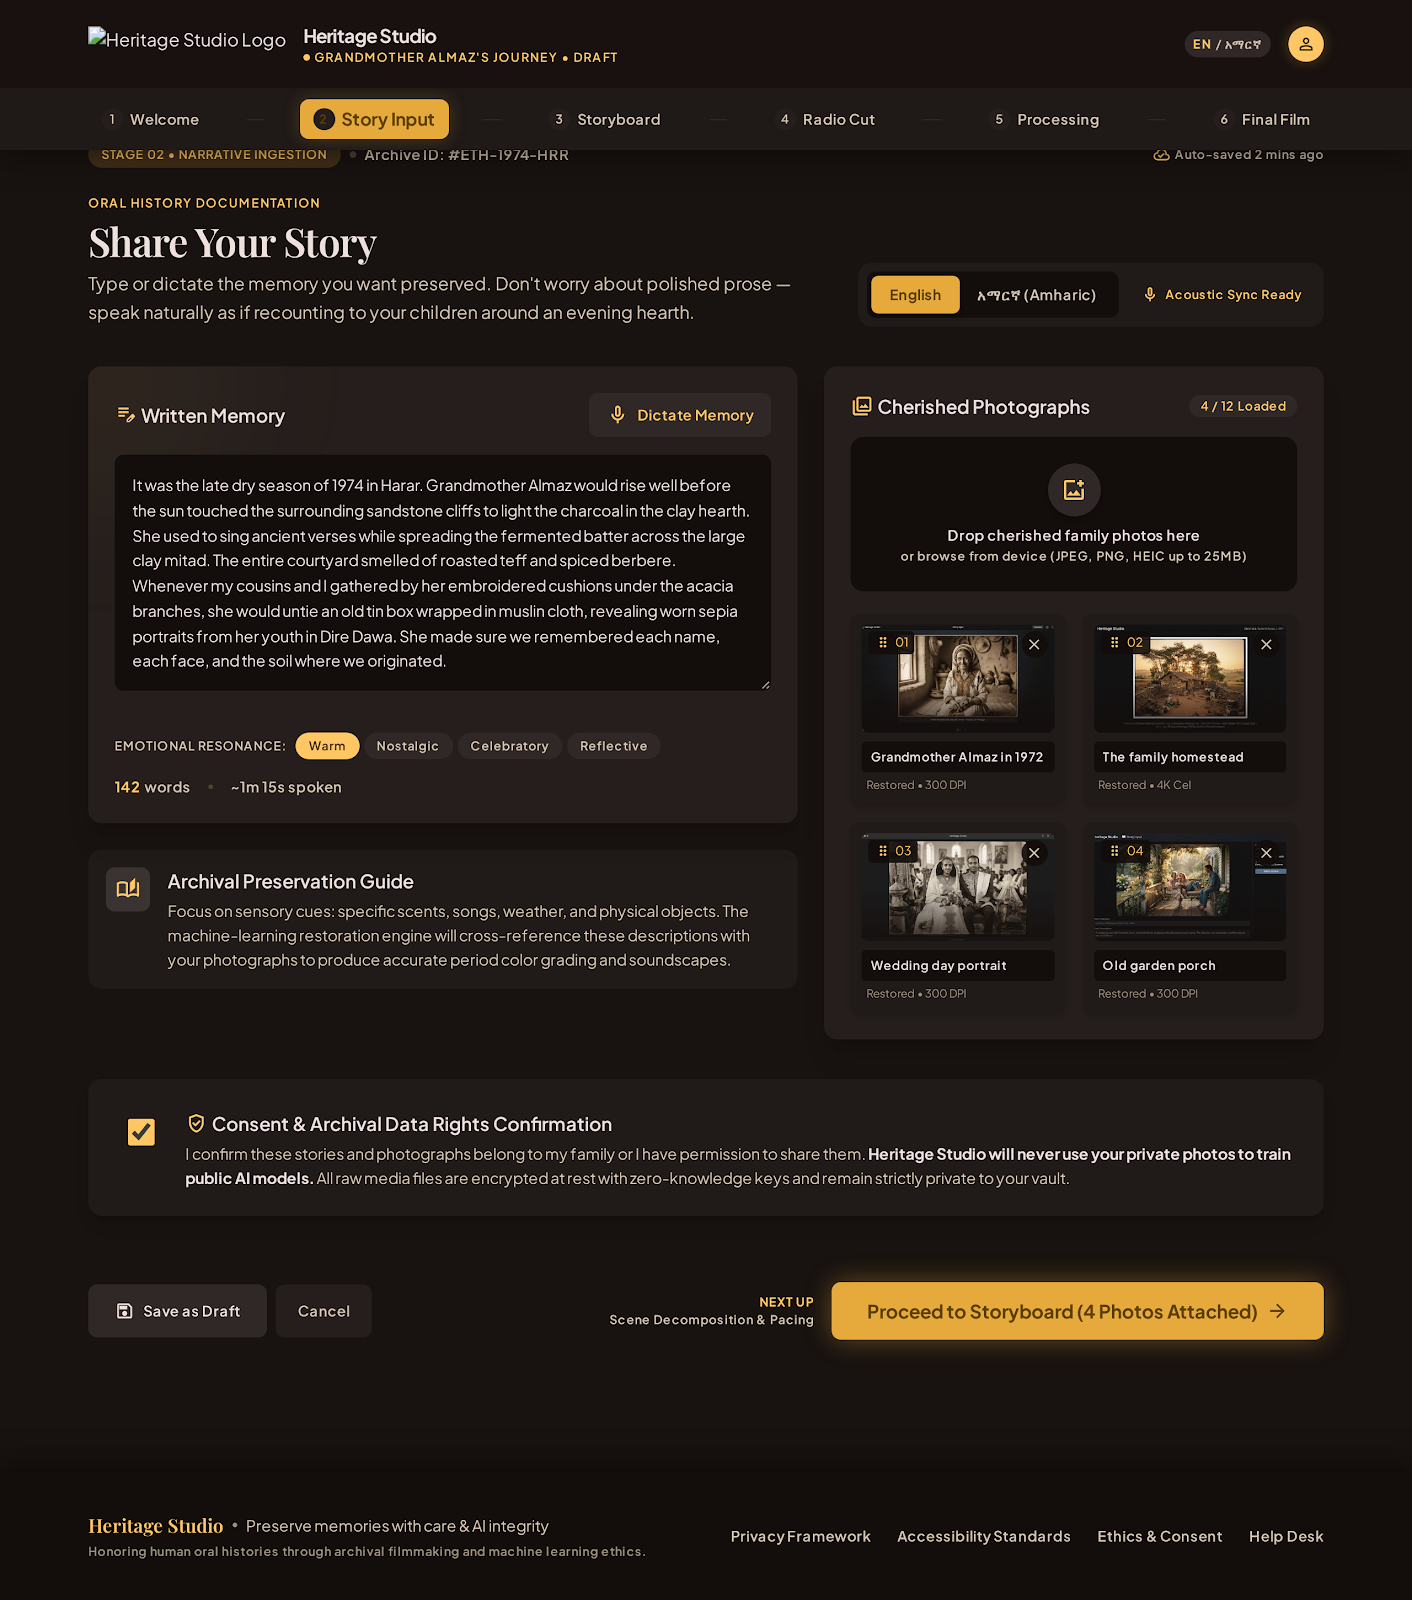 Heritage Studio Logo
Heritage Studio
GRANDMOTHER ALMAZ'S JOURNEY • DRAFT
EN / አማርኛ
1 Welcome
2 Story Input
3 Storyboard
4 Radio Cut
5 Processing
6 Final Film
STAGE 02 • NARRATIVE INGESTION
Archive ID: #ETH-1974-HRR
Auto-saved 2 mins ago
ORAL HISTORY DOCUMENTATION
Share Your Story
Type or dictate the memory you want preserved. Don't worry about polished prose —
speak naturally as if recounting to your children around an evening hearth.
English
አማርኛ (Amharic)
Acoustic Sync Ready
Written Memory
Dictate Memory
It was the late dry season of 1974 in Harar. Grandmother Almaz would rise well before
the sun touched the surrounding sandstone cliffs to light the charcoal in the clay hearth.
She used to sing ancient verses while spreading the fermented batter across the large
clay mitad. The entire courtyard smelled of roasted teff and spiced berbere.
Whenever my cousins and I gathered by her embroidered cushions under the acacia
branches, she would untie an old tin box wrapped in muslin cloth, revealing worn sepia
portraits from her youth in Dire Dawa. She made sure we remembered each name,
each face, and the soil where we originated.
EMOTIONAL RESONANCE:
Warm
Nostalgic
Celebratory
Reflective
142 words • ~1m 15s spoken
Archival Preservation Guide
Focus on sensory cues: specific scents, songs, weather, and physical objects. The
machine-learning restoration engine will cross-reference these descriptions with
your photographs to produce accurate period color grading and soundscapes.
Cherished Photographs
4 / 12 Loaded
Drop cherished family photos here
or browse from device (JPEG, PNG, HEIC up to 25MB)
01
Grandmother Almaz in 1972
Restored • 300 DPI
02
The family homestead
Restored • 4K Cel
03
Wedding day portrait
Restored • 300 DPI
04
Old garden porch
Restored • 300 DPI
Consent & Archival Data Rights Confirmation
I confirm these stories and photographs belong to my family or I have permission to share them. Heritage Studio will never use your private photos to train
public AI models. All raw media files are encrypted at rest with zero-knowledge keys and remain strictly private to your vault.
Save as Draft
Cancel
NEXT UP
Scene Decomposition & Pacing
Proceed to Storyboard (4 Photos Attached)
Heritage Studio • Preserve memories with care & AI integrity
Honoring human oral histories through archival filmmaking and machine learning ethics.
Privacy Framework
Accessibility Standards
Ethics & Consent
Help Desk